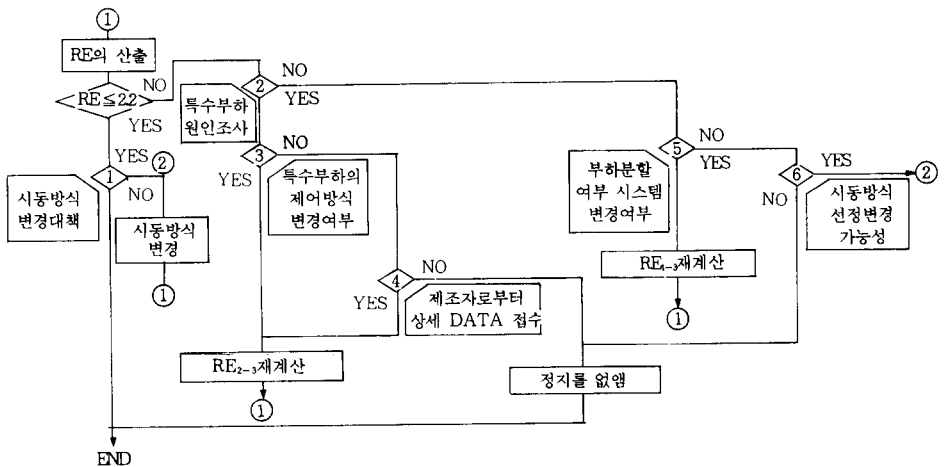 ①
RE의 산출
RE≦2.2
NO
YES
②
NO
YES
특수부하
원인조사
YES
②
①
NO
시동방식
변경대책
시동방식
변경
①
③
NO
YES
특수부하의
제어방식
변경여부
④
NO
YES
제조자로부터
상세 DATA 접수
RE₂₋₃재계산
①
⑤
NO
YES
부하분할
여부 시스템
변경여부
RE₁₋₃재계산
①
⑥
YES
NO
②
시동방식
선정변경
가능성
정지를 없앰
END